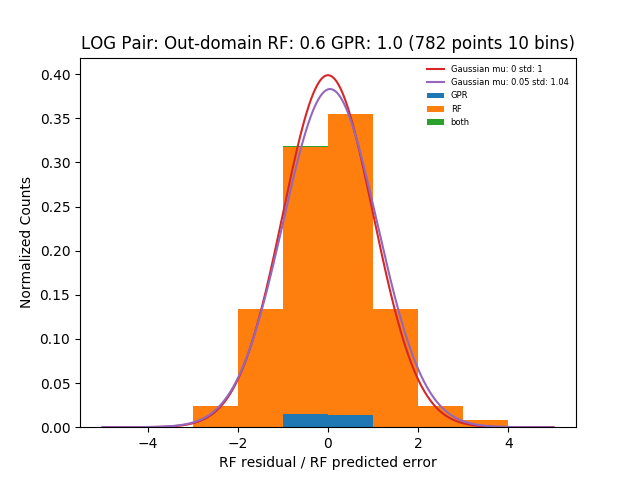 LOG Pair: Out-domain RF: 0.6 GPR: 1.0 (782 points 10 bins)
Gaussian mu: 0 std: 1
Gaussian mu: 0.05 std: 1.04
GPR
RF
both
Normalized Counts
0.40
0.35
0.30
0.25
0.20
0.15
0.10
0.05
0.00
−4 −2 0 2 4
RF residual / RF predicted error